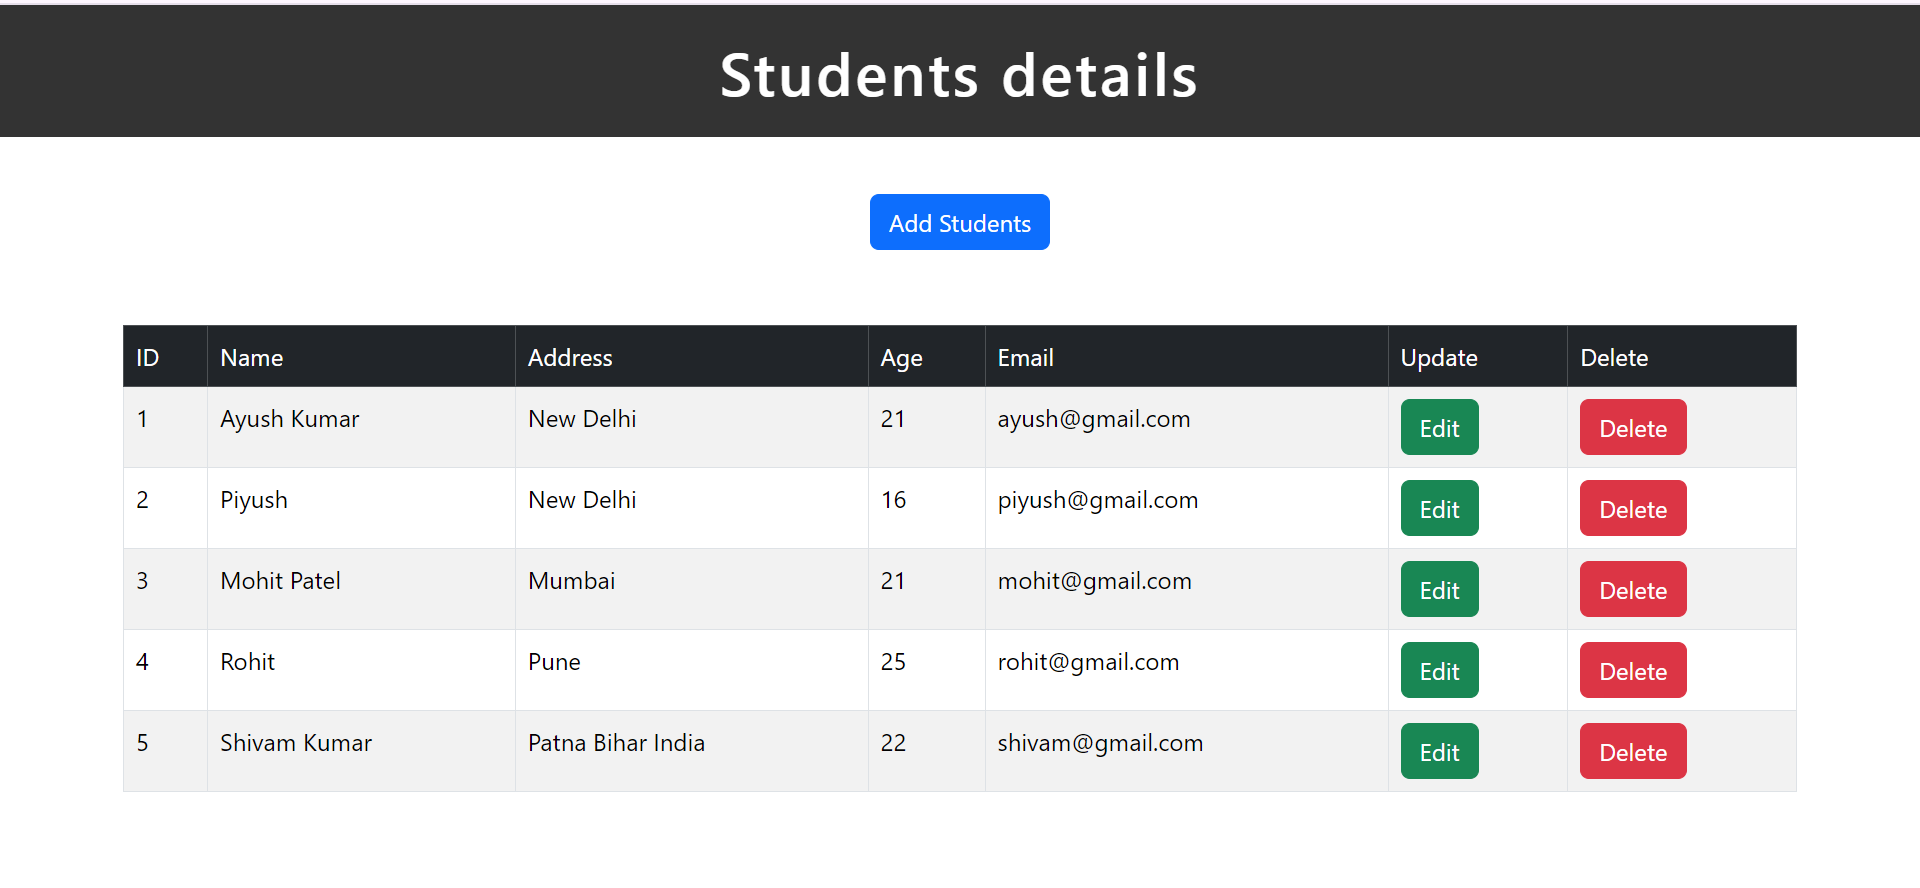 Students details
Add Students
ID Name Address Age Email Update Delete
1 Ayush Kumar New Delhi 21 ayush@gmail.com Edit Delete
2 Piyush New Delhi 16 piyush@gmail.com Edit Delete
3 Mohit Patel Mumbai 21 mohit@gmail.com Edit Delete
4 Rohit Pune 25 rohit@gmail.com Edit Delete
5 Shivam Kumar Patna Bihar India 22 shivam@gmail.com Edit Delete